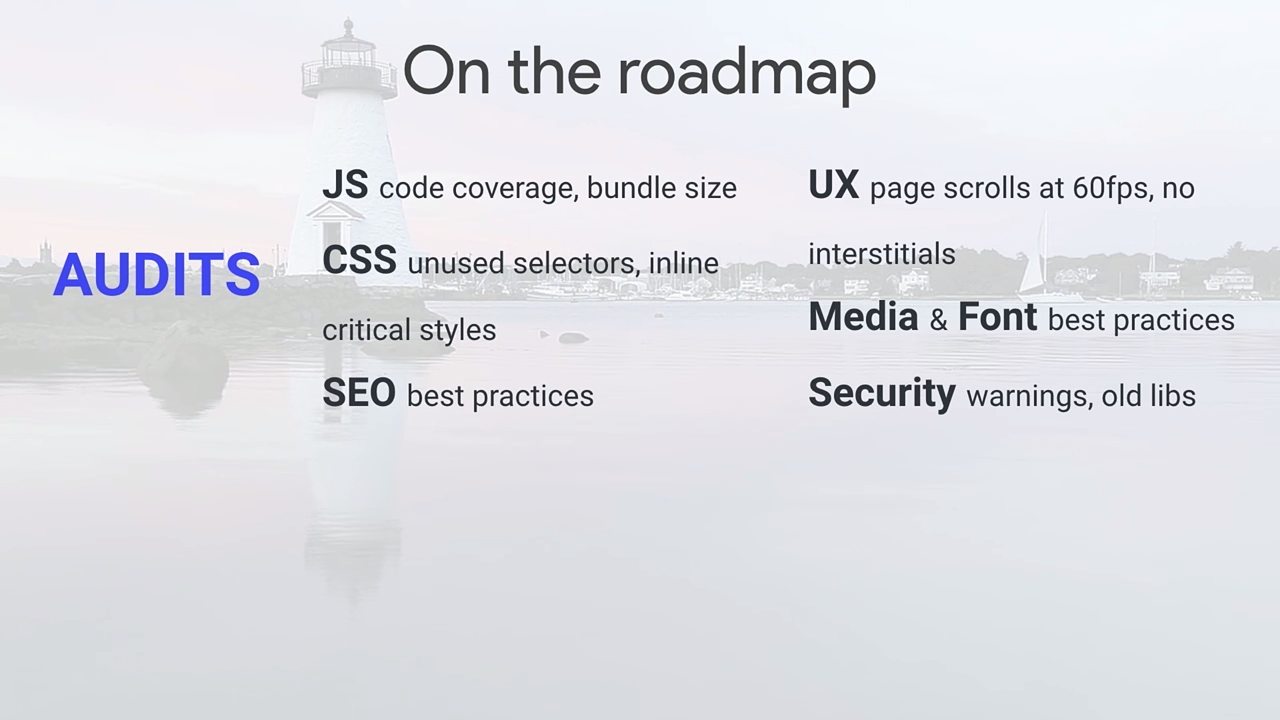 On the roadmap
AUDITS
JS code coverage, bundle size
CSS unused selectors, inline
critical styles
SEO best practices
UX page scrolls at 60fps, no
interstitials
Media & Font best practices
Security warnings, old libs